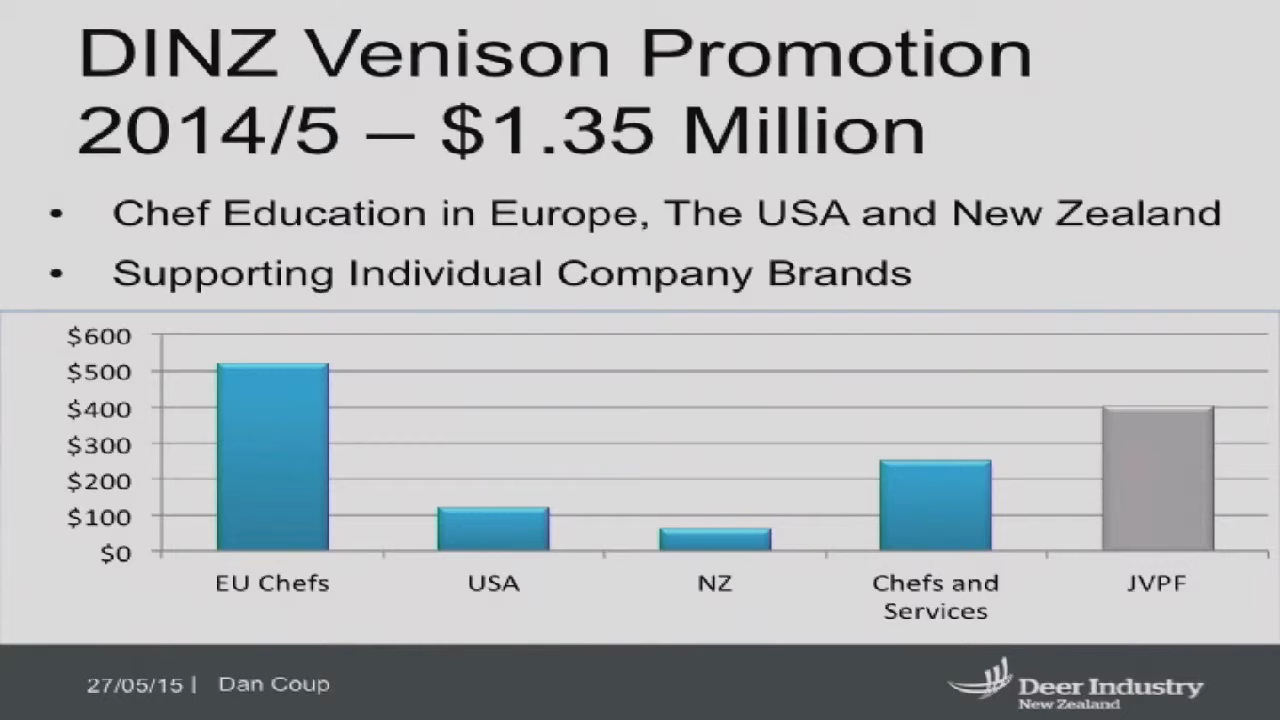 DINZ Venison Promotion
2014/5 – $1.35 Million
• Chef Education in Europe, The USA and New Zealand
• Supporting Individual Company Brands
$600
$500
$400
$300
$200
$100
$0
EU Chefs
USA
NZ
Chefs and
Services
JVPF
27/05/15 | Dan Coup
Deer Industry
New Zealand